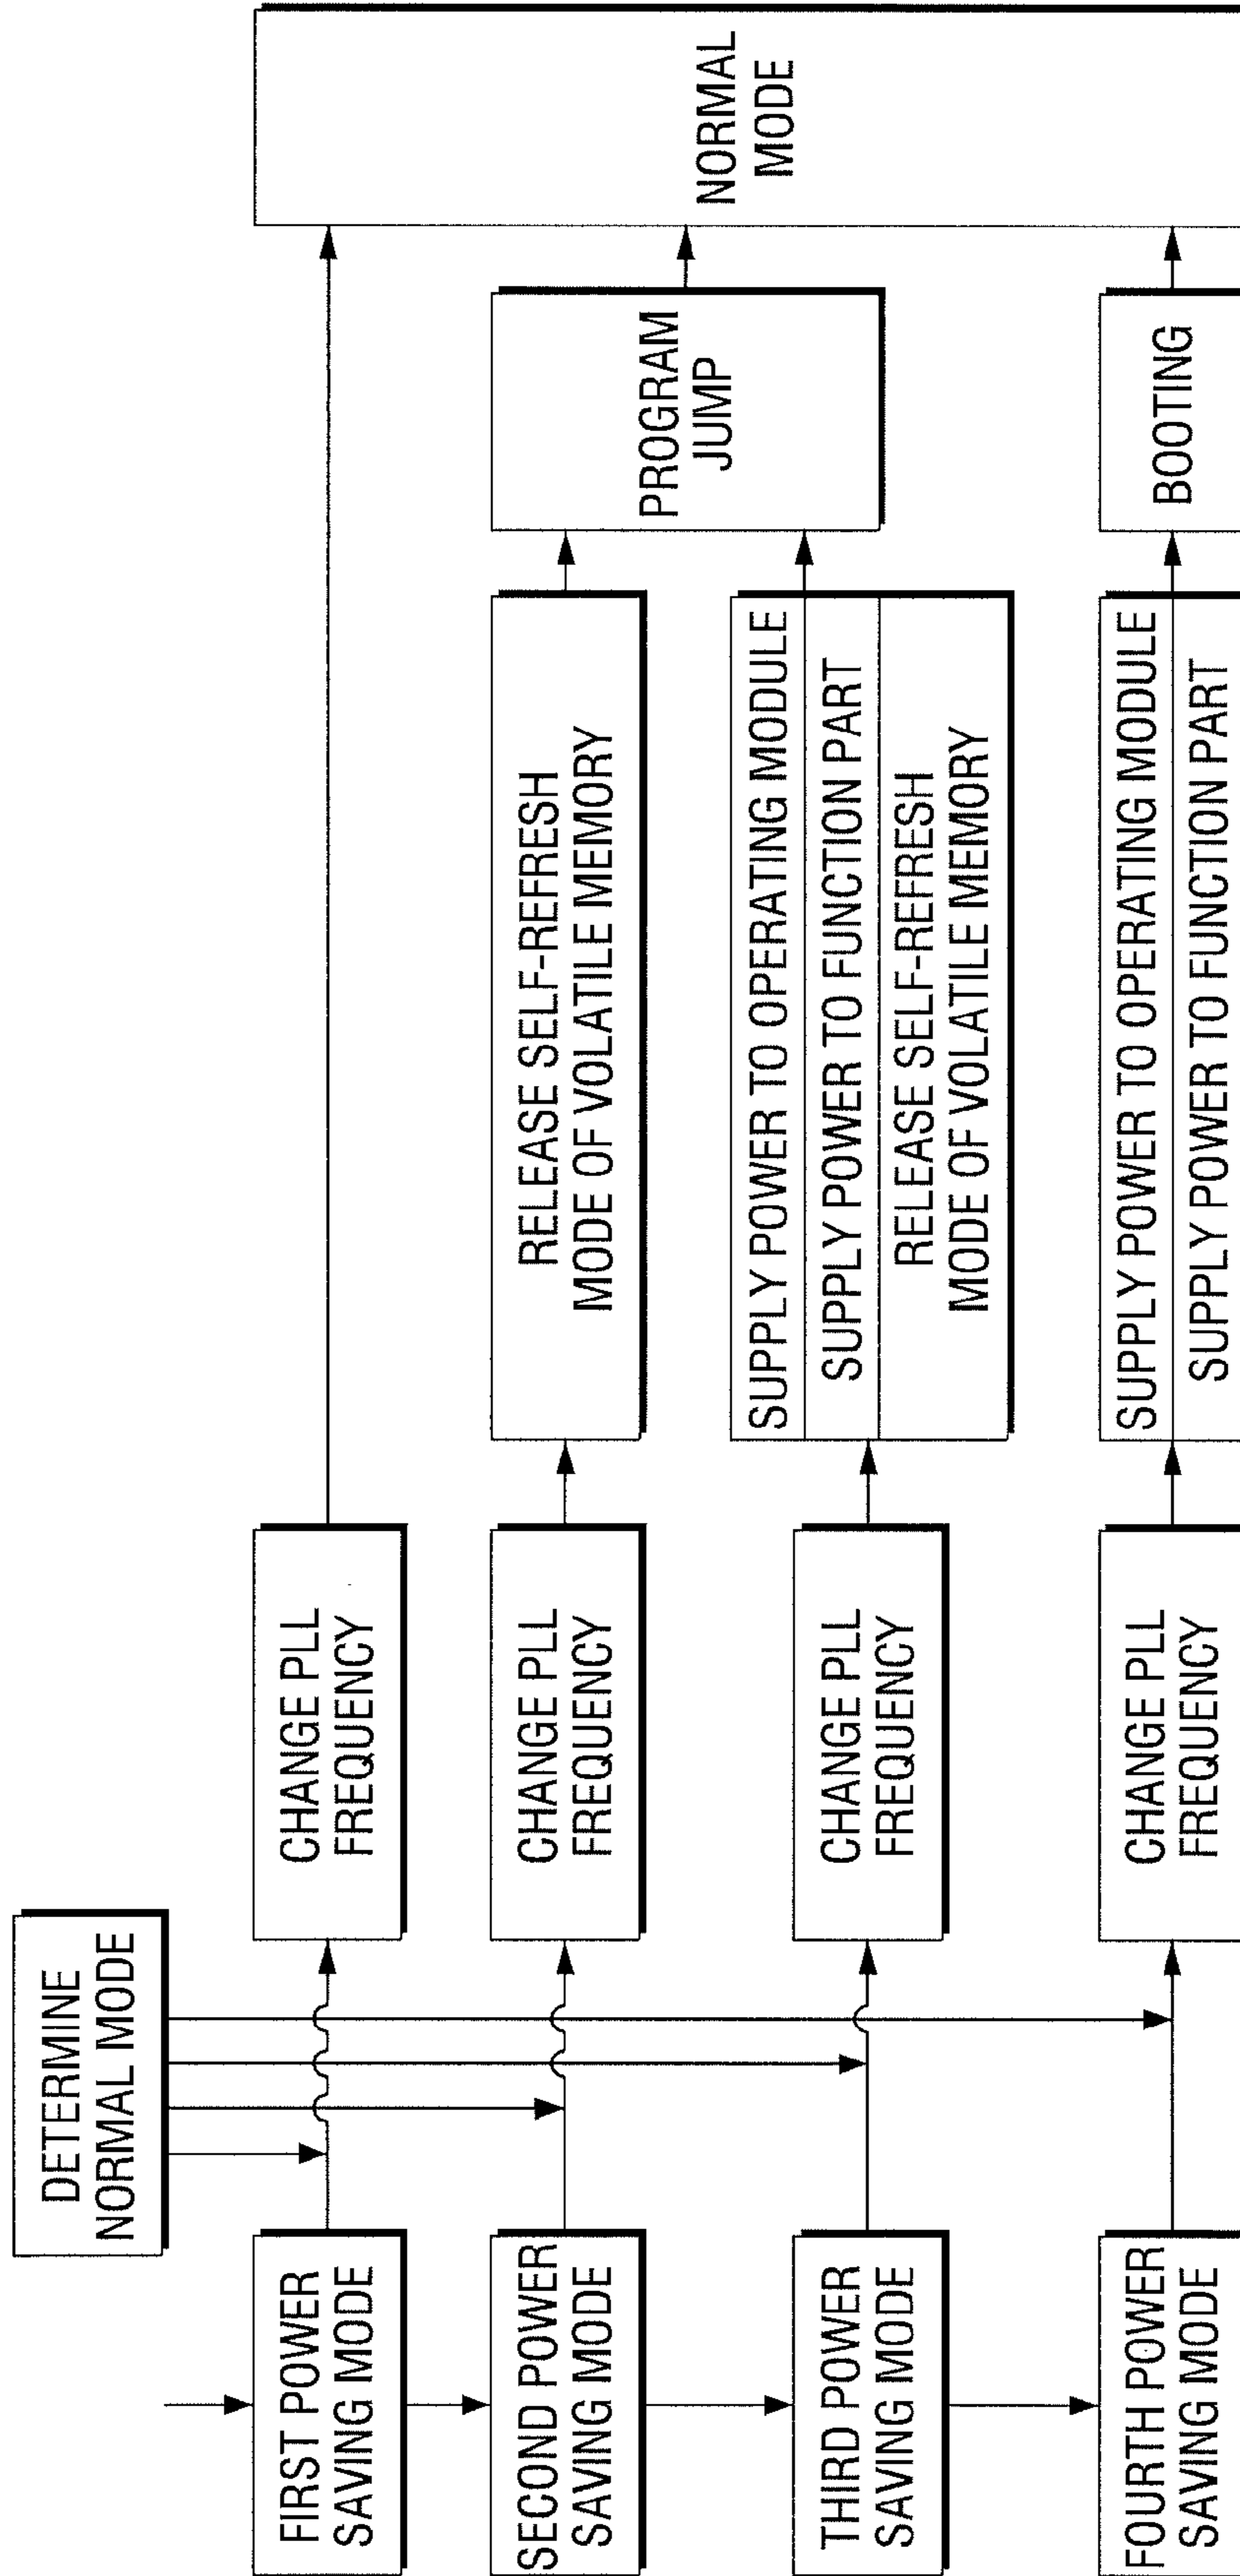 DETERMINE
NORMAL MODE
FIRST POWER
SAVING MODE
CHANGE PLL
FREQUENCY
NORMAL
MODE
SECOND POWER
SAVING MODE
CHANGE PLL
FREQUENCY
RELEASE SELF-REFRESH
MODE OF VOLATILE MEMORY
PROGRAM
JUMP
THIRD POWER
SAVING MODE
CHANGE PLL
FREQUENCY
SUPPLY POWER TO OPERATING MODULE
SUPPLY POWER TO FUNCTION PART
RELEASE SELF-REFRESH
MODE OF VOLATILE MEMORY
FOURTH POWER
SAVING MODE
CHANGE PLL
FREQUENCY
SUPPLY POWER TO OPERATING MODULE
SUPPLY POWER TO FUNCTION PART
BOOTING